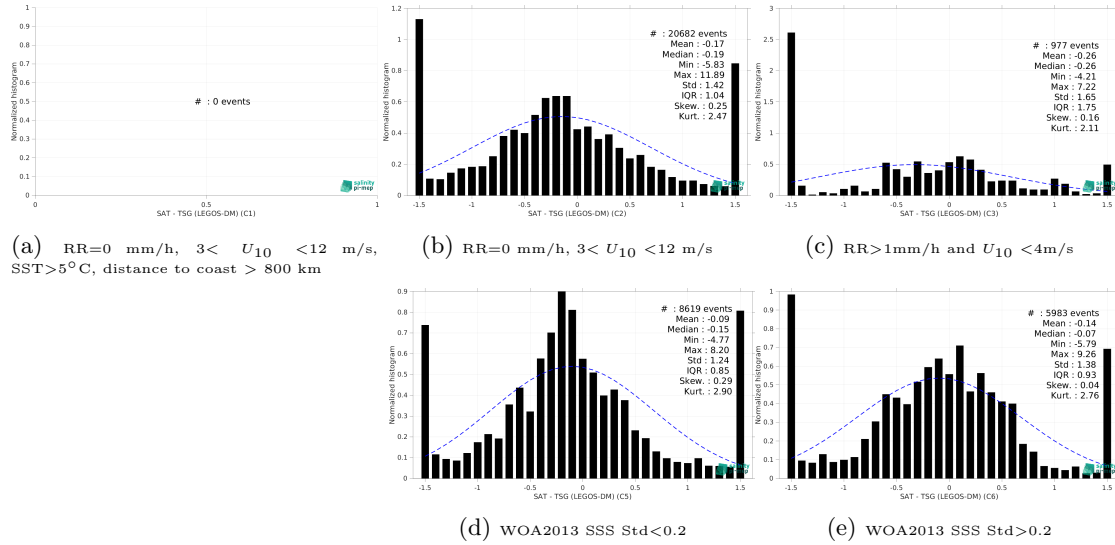 1
0.9
0.8
0.7
0.6
0.5
0.4
0.3
0.2
0.1
0
Normalized histogram
# : 0 events
salinity
pi-mep
0 0.5 1
SAT - TSG (LEGOS-DM) (C1)
(a) RR=0 mm/h, 3< U10 <12 m/s,
SST>5°C, distance to coast > 800 km
1.2
1
0.8
0.6
0.4
0.2
0
Normalized histogram
# : 20682 events
Mean : -0.17
Median : -0.19
Min : -5.83
Max : 11.89
Std : 1.42
IQR : 1.04
Skew. : 0.25
Kurt. : 2.47
-1.5 -1 -0.5 0 0.5 1 1.5
SAT - TSG (LEGOS-DM) (C2)
(b) RR=0 mm/h, 3< U10 <12 m/s
3
2.5
2
1.5
1
0.5
0
Normalized histogram
# : 977 events
Mean : -0.26
Median : -0.26
Min : -4.21
Max : 7.22
Std : 1.65
IQR : 1.75
Skew. : 0.16
Kurt. : 2.11
-1.5 -1 -0.5 0 0.5 1 1.5
SAT - TSG (LEGOS-DM) (C3)
(c) RR>1mm/h and U10 <4m/s
0.9
0.8
0.7
0.6
0.5
0.4
0.3
0.2
0.1
0
Normalized histogram
# : 8619 events
Mean : -0.09
Median : -0.15
Min : -4.77
Max : 8.20
Std : 1.24
IQR : 0.85
Skew. : 0.29
Kurt. : 2.90
-1.5 -1 -0.5 0 0.5 1 1.5
SAT - TSG (LEGOS-DM) (C5)
(d) WOA2013 SSS Std<0.2
1
0.9
0.8
0.7
0.6
0.5
0.4
0.3
0.2
0.1
0
Normalized histogram
# : 5983 events
Mean : -0.14
Median : -0.07
Min : -5.79
Max : 9.26
Std : 1.38
IQR : 0.93
Skew. : 0.04
Kurt. : 2.76
-1.5 -1 -0.5 0 0.5 1 1.5
SAT - TSG (LEGOS-DM) (C6)
(e) WOA2013 SSS Std>0.2